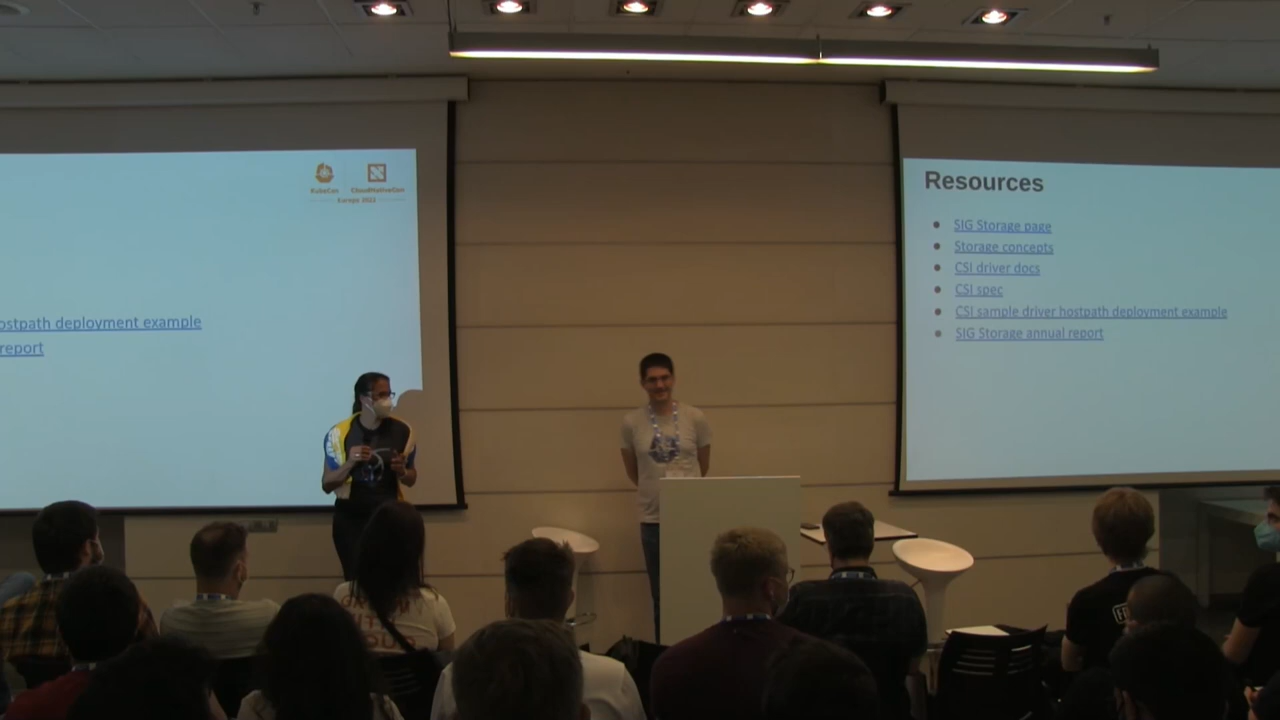 KubeCon
CloudNativeCon
Europe 2022
ostpath deployment example
report
Resources
SIG Storage page
Storage concepts
CSI driver docs
CSI spec
CSI sample driver hostpath deployment example
SIG Storage annual report